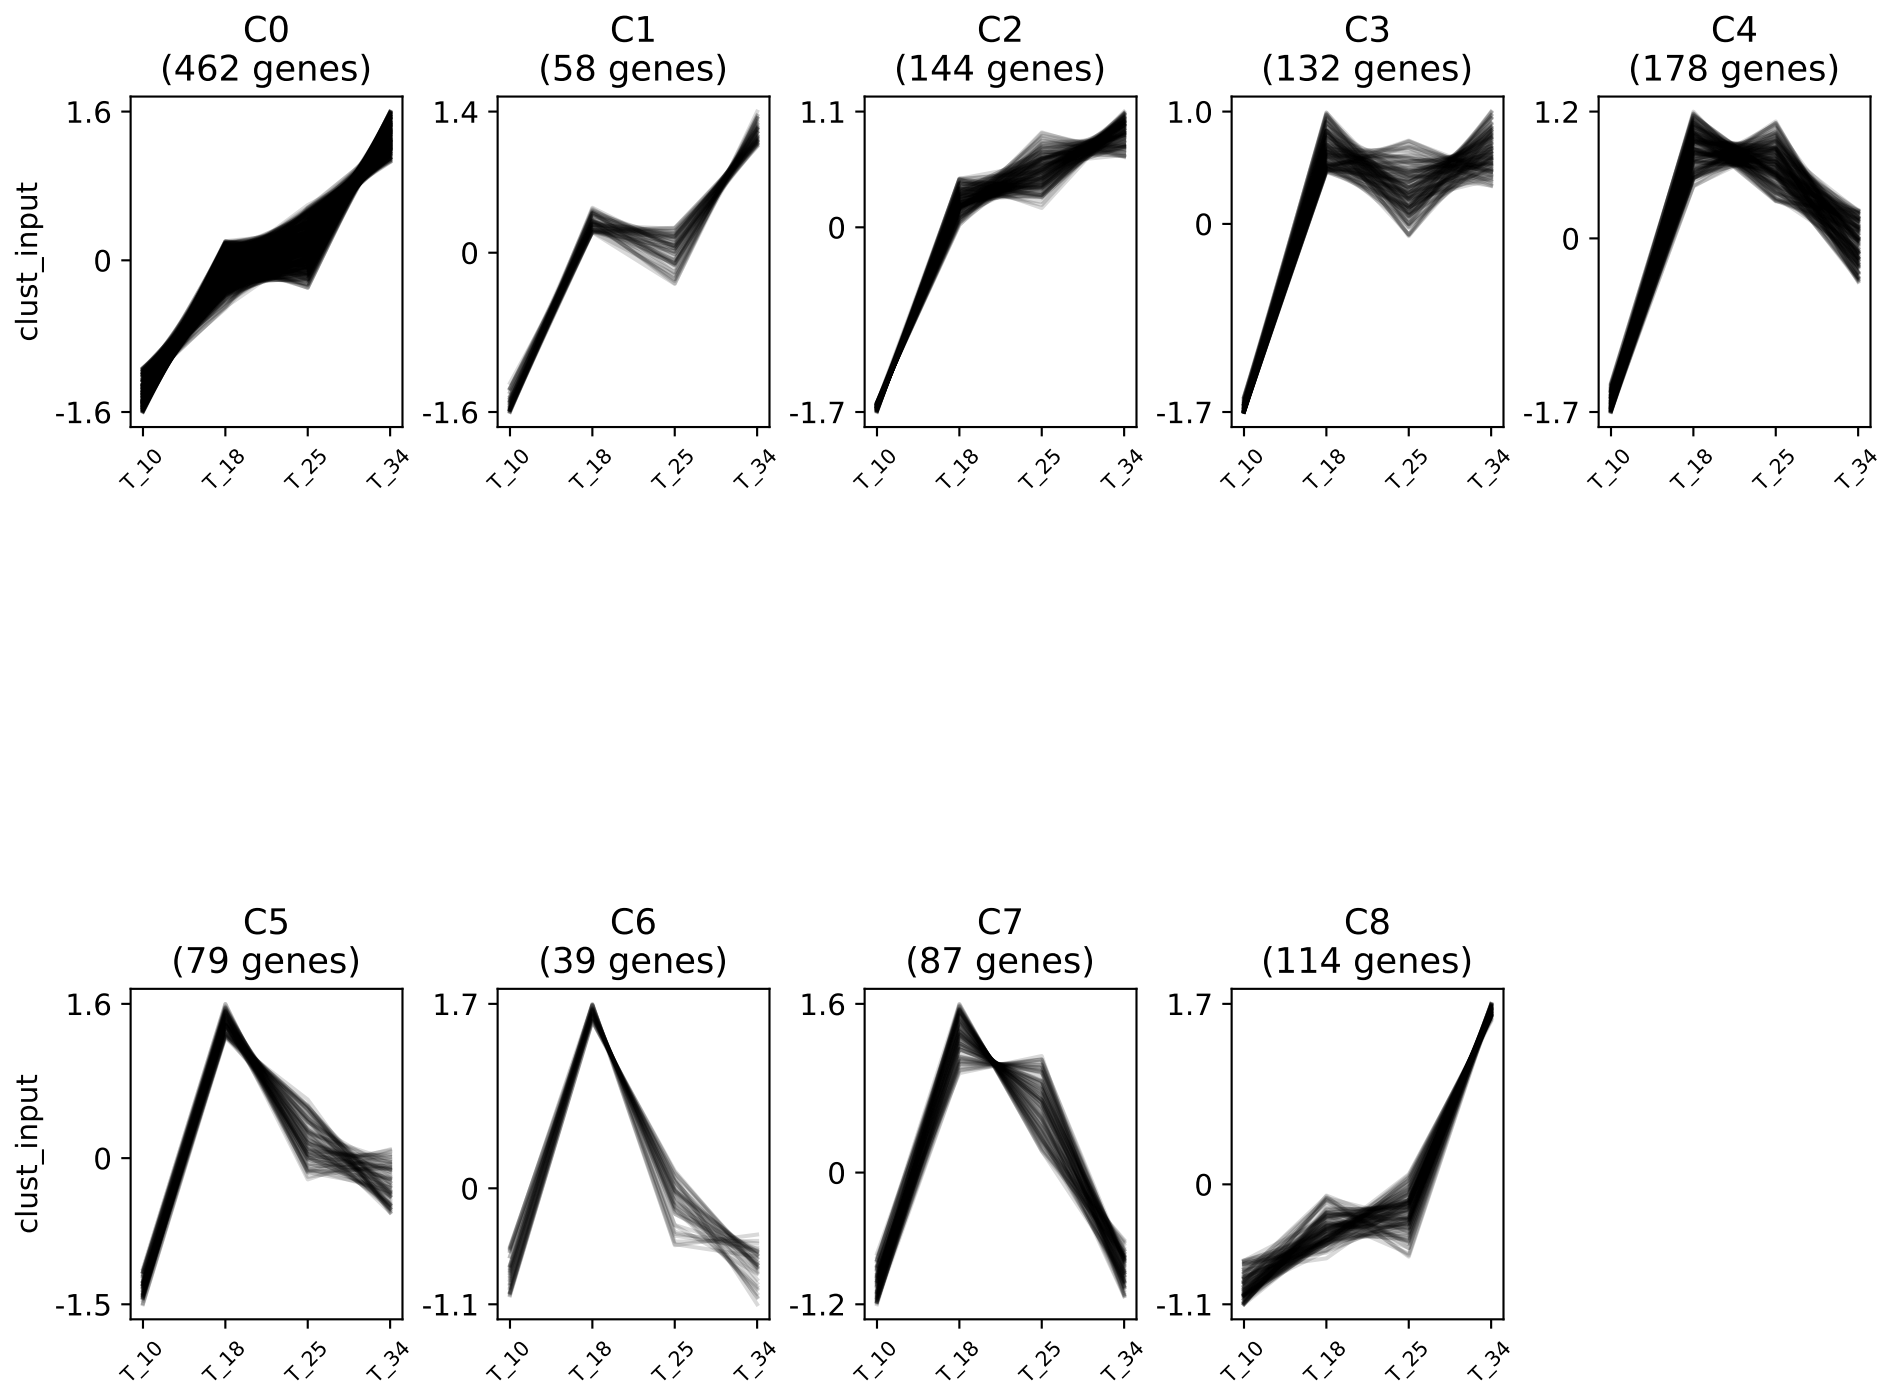 C0
(462 genes)
C1
(58 genes)
C2
(144 genes)
C3
(132 genes)
C4
(178 genes)
clust_input
1.6
0
-1.6
T_10
T_18
T_25
T_34
1.4
0
-1.6
T_10
T_18
T_25
T_34
1.1
0
-1.7
T_10
T_18
T_25
T_34
1.0
0
-1.7
T_10
T_18
T_25
T_34
1.2
0
-1.7
T_10
T_18
T_25
T_34
C5
(79 genes)
C6
(39 genes)
C7
(87 genes)
C8
(114 genes)
clust_input
1.6
0
-1.5
T_10
T_18
T_25
T_34
1.7
0
-1.1
T_10
T_18
T_25
T_34
1.6
0
-1.2
T_10
T_18
T_25
T_34
1.7
0
-1.1
T_10
T_18
T_25
T_34